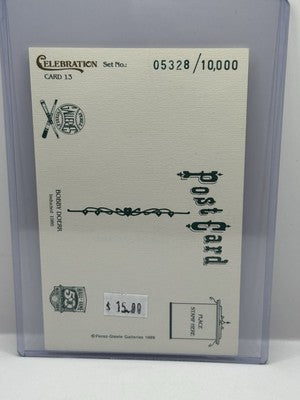 CELEBRATION Set No.: 05328/10,000
CARD 13
BOBBY DOERR
Inducted 1986
Post Card
$ 15.00
PLACE
STAMP HERE
©Perez-Steele Galleries 1989